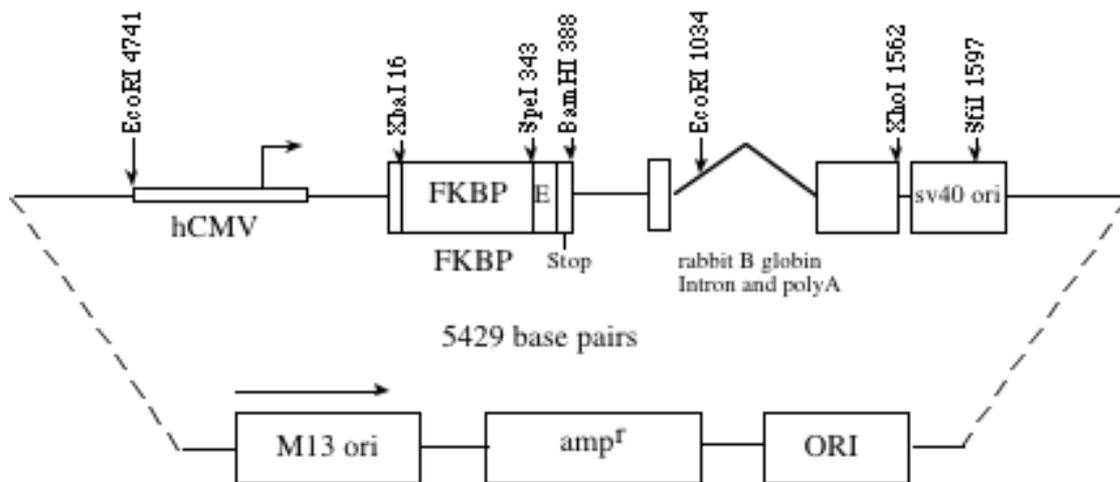 EcoRI 4741
XbaI 16
SpeI 343
BamHI 388
EcoRI 1034
XhoI 1562
SfiI 1597
FKBP
E
sv40 ori
hCMV
FKBP
Stop
rabbit B globin
Intron and polyA
5429 base pairs
M13 ori
ampr
ORI